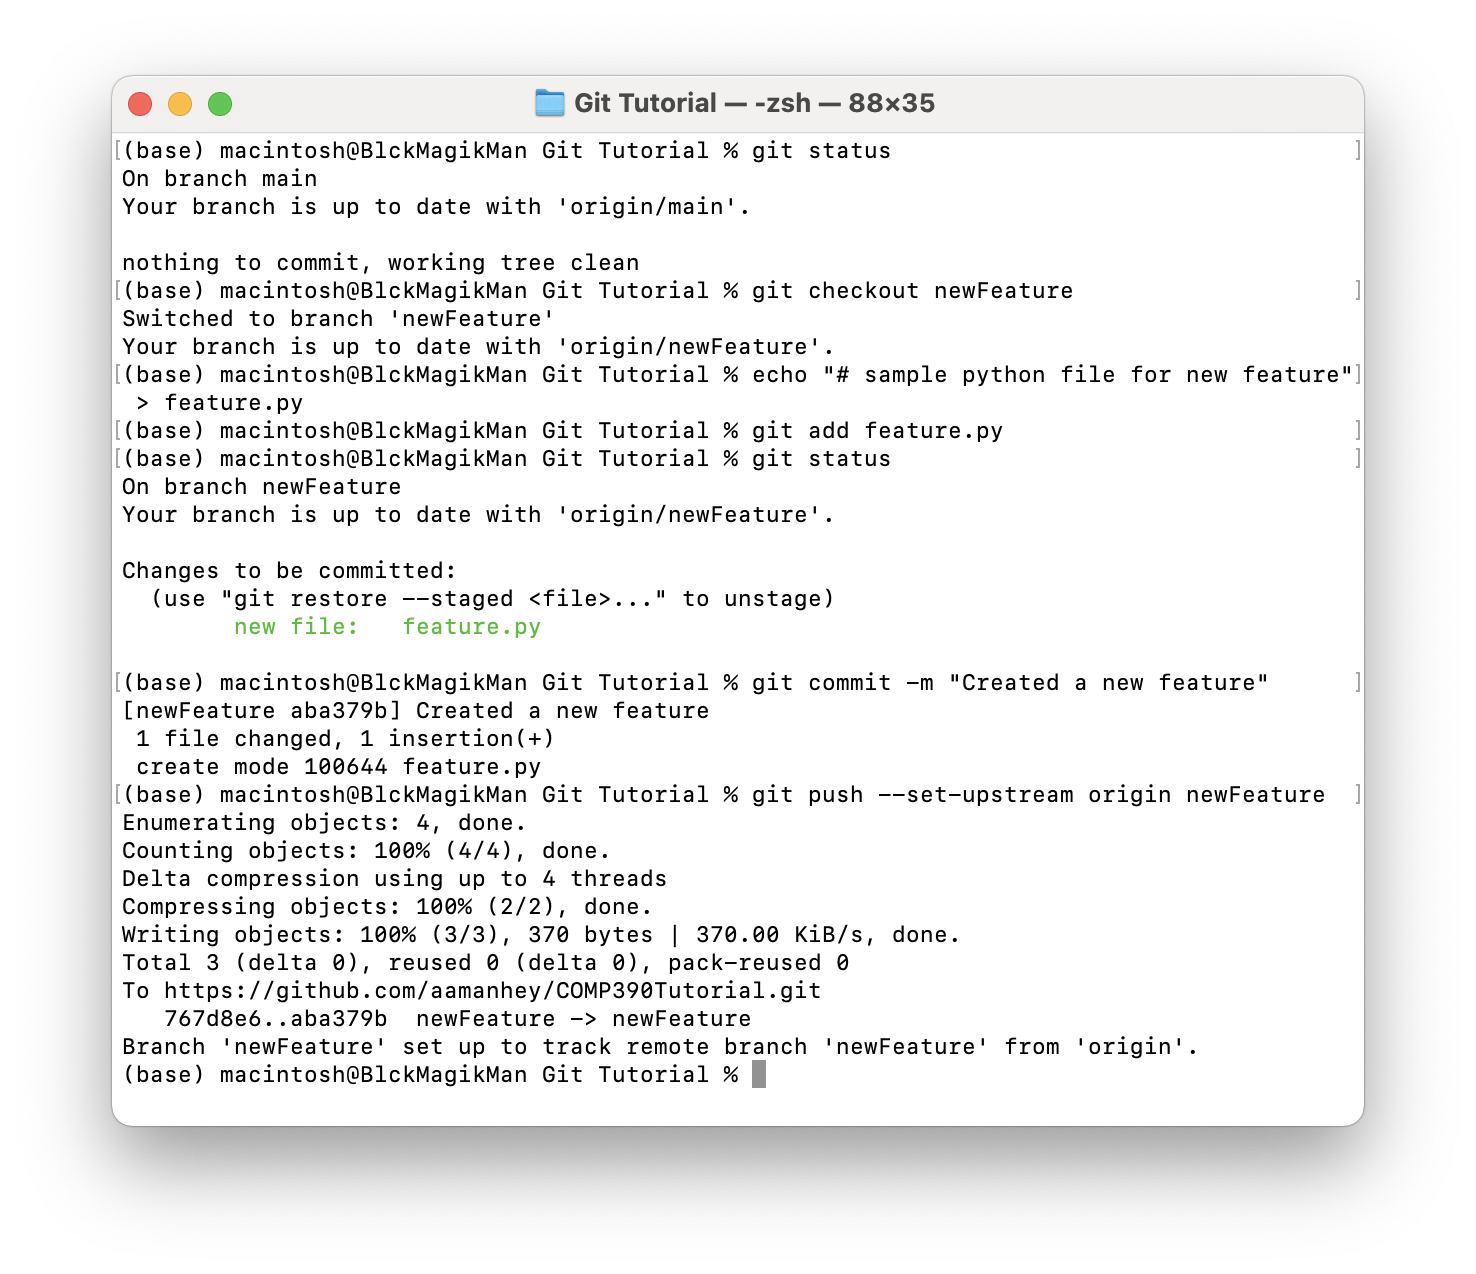 Git Tutorial — -zsh — 88×35
[(base) macintosh@BlckMagikMan Git Tutorial % git status ]
On branch main
Your branch is up to date with 'origin/main'.
nothing to commit, working tree clean
[(base) macintosh@BlckMagikMan Git Tutorial % git checkout newFeature ]
Switched to branch 'newFeature'
Your branch is up to date with 'origin/newFeature'.
[(base) macintosh@BlckMagikMan Git Tutorial % echo "# sample python file for new feature"]
 > feature.py
[(base) macintosh@BlckMagikMan Git Tutorial % git add feature.py ]
[(base) macintosh@BlckMagikMan Git Tutorial % git status ]
On branch newFeature
Your branch is up to date with 'origin/newFeature'.
Changes to be committed:
  (use "git restore --staged <file>..." to unstage)
        new file:   feature.py
[(base) macintosh@BlckMagikMan Git Tutorial % git commit -m "Created a new feature" ]
[newFeature aba379b] Created a new feature
 1 file changed, 1 insertion(+)
 create mode 100644 feature.py
[(base) macintosh@BlckMagikMan Git Tutorial % git push --set-upstream origin newFeature ]
Enumerating objects: 4, done.
Counting objects: 100% (4/4), done.
Delta compression using up to 4 threads
Compressing objects: 100% (2/2), done.
Writing objects: 100% (3/3), 370 bytes | 370.00 KiB/s, done.
Total 3 (delta 0), reused 0 (delta 0), pack-reused 0
To https://github.com/aamanhey/COMP390Tutorial.git
   767d8e6..aba379b  newFeature -> newFeature
Branch 'newFeature' set up to track remote branch 'newFeature' from 'origin'.
(base) macintosh@BlckMagikMan Git Tutorial %